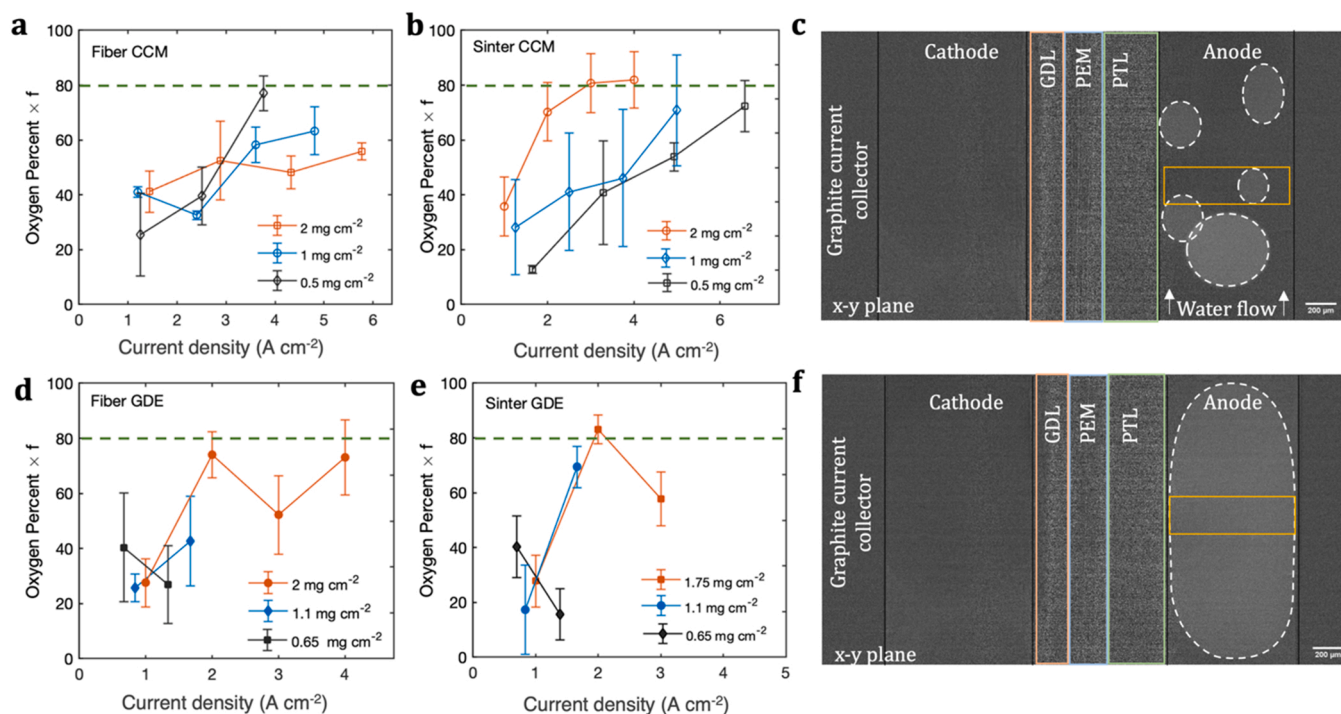 a
Fiber CCM
Oxygen Percent × f
100
80
60
40
20
0
2 mg cm-2
1 mg cm-2
0.5 mg cm-2
0 1 2 3 4 5 6
Current density (A cm-2)
b
Sinter CCM
Oxygen Percent × f
100
80
60
40
20
0
2 mg cm-2
1 mg cm-2
0.5 mg cm-2
2 4 6
Current density (A cm-2)
c
Graphite current
collector
Cathode
GDL
PEM
PTL
Anode
x-y plane
Water flow
200 μm
d
Fiber GDE
Oxygen Percent × f
100
80
60
40
20
0
2 mg cm-2
1.1 mg cm-2
0.65 mg cm-2
1 2 3 4
Current density (A cm-2)
e
Sinter GDE
Oxygen Percent × f
100
80
60
40
20
0
1.75 mg cm-2
1.1 mg cm-2
0.65 mg cm-2
1 2 3 4 5
Current density (A cm-2)
f
Graphite current
collector
Cathode
GDL
PEM
PTL
Anode
x-y plane
200 μm